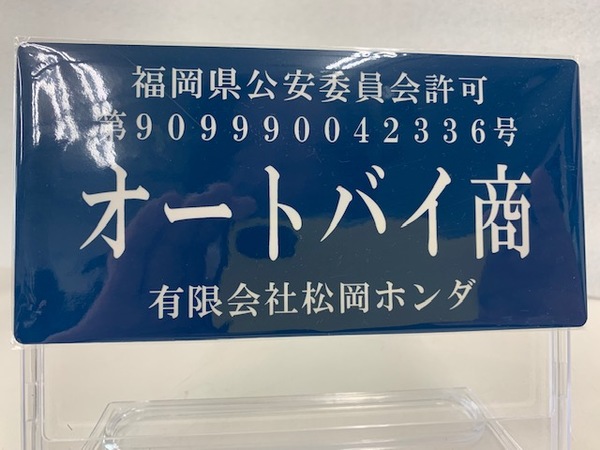 福岡県公安委員会許可
第909990042336号
オートバイ商
有限会社松岡ホンダ